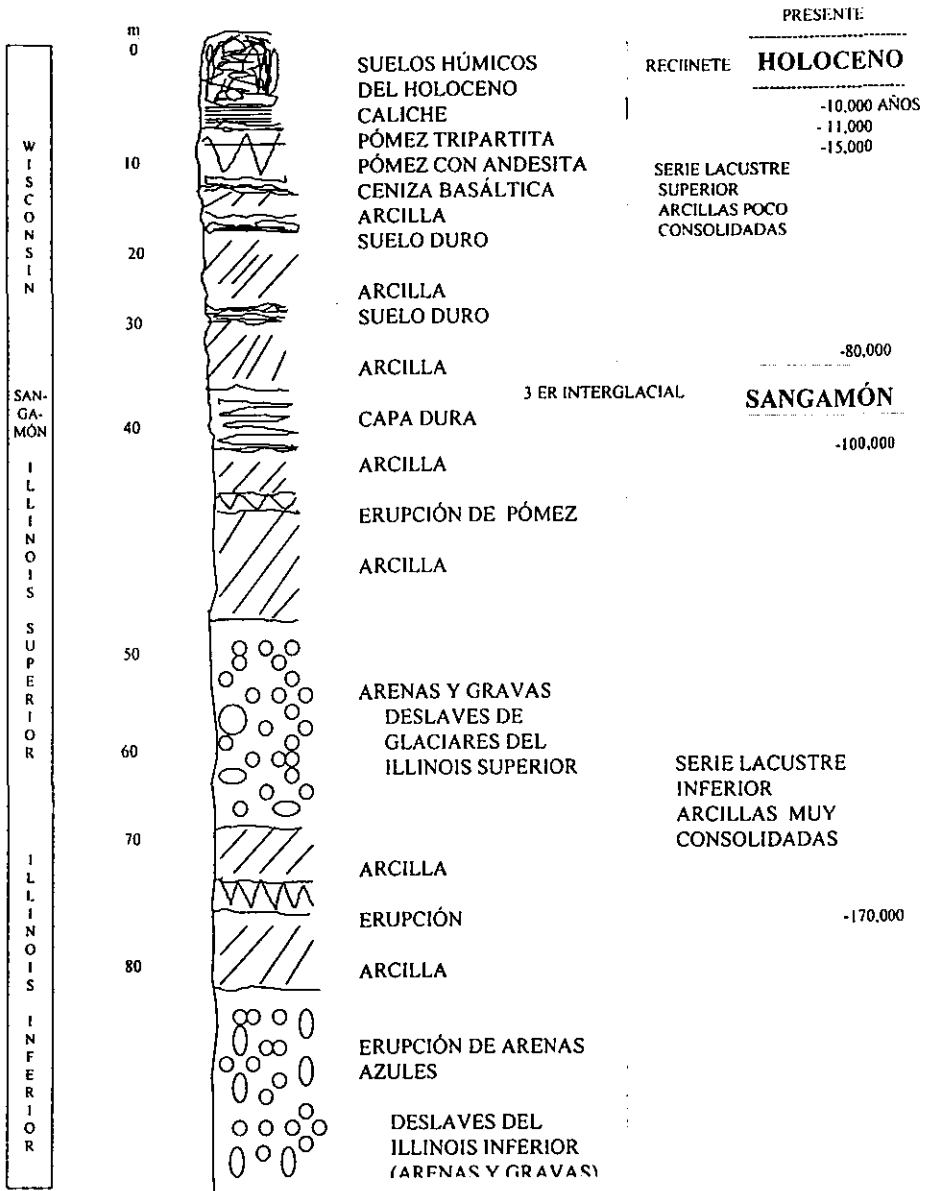 PRESENTE
m
0
SUELOS HÚMICOS
DEL HOLOCENO
RECIINETE HOLOCENO
CALICHE
-10,000 AÑOS
PÓMEZ TRIPARTITA
-11,000
-15,000
10
PÓMEZ CON ANDESITA
CENIZA BASÁLTICA
ARCILLA
SUELO DURO
SERIE LACUSTRE
SUPERIOR
ARCILLAS POCO
CONSOLIDADAS
WISCONSIN
20
ARCILLA
SUELO DURO
30
ARCILLA
-80,000
3 ER INTERGLACIAL
SANGAMÓN
SAN-
GA-
MÓN
CAPA DURA
40
-100,000
ARCILLA
ERUPCIÓN DE PÓMEZ
ARCILLA
ILLINOIS SUPERIOR
50
ARENAS Y GRAVAS
DESLAVES DE
GLACIARES DEL
ILLINOIS SUPERIOR
60
SERIE LACUSTRE
INFERIOR
ARCILLAS MUY
CONSOLIDADAS
70
ARCILLA
ERUPCIÓN
-170,000
80
ARCILLA
ILLINOIS INFERIOR
ERUPCIÓN DE ARENAS
AZULES
DESLAVES DEL
ILLINOIS INFERIOR
(ARENAS Y GRAVAS)